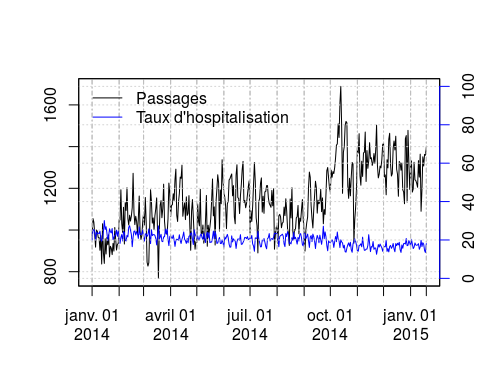 Passages
Taux d'hospitalisation
1600
1200
800
100
80
60
40
20
0
janv. 01 2014
avril 01 2014
juil. 01 2014
oct. 01 2014
janv. 01 2015